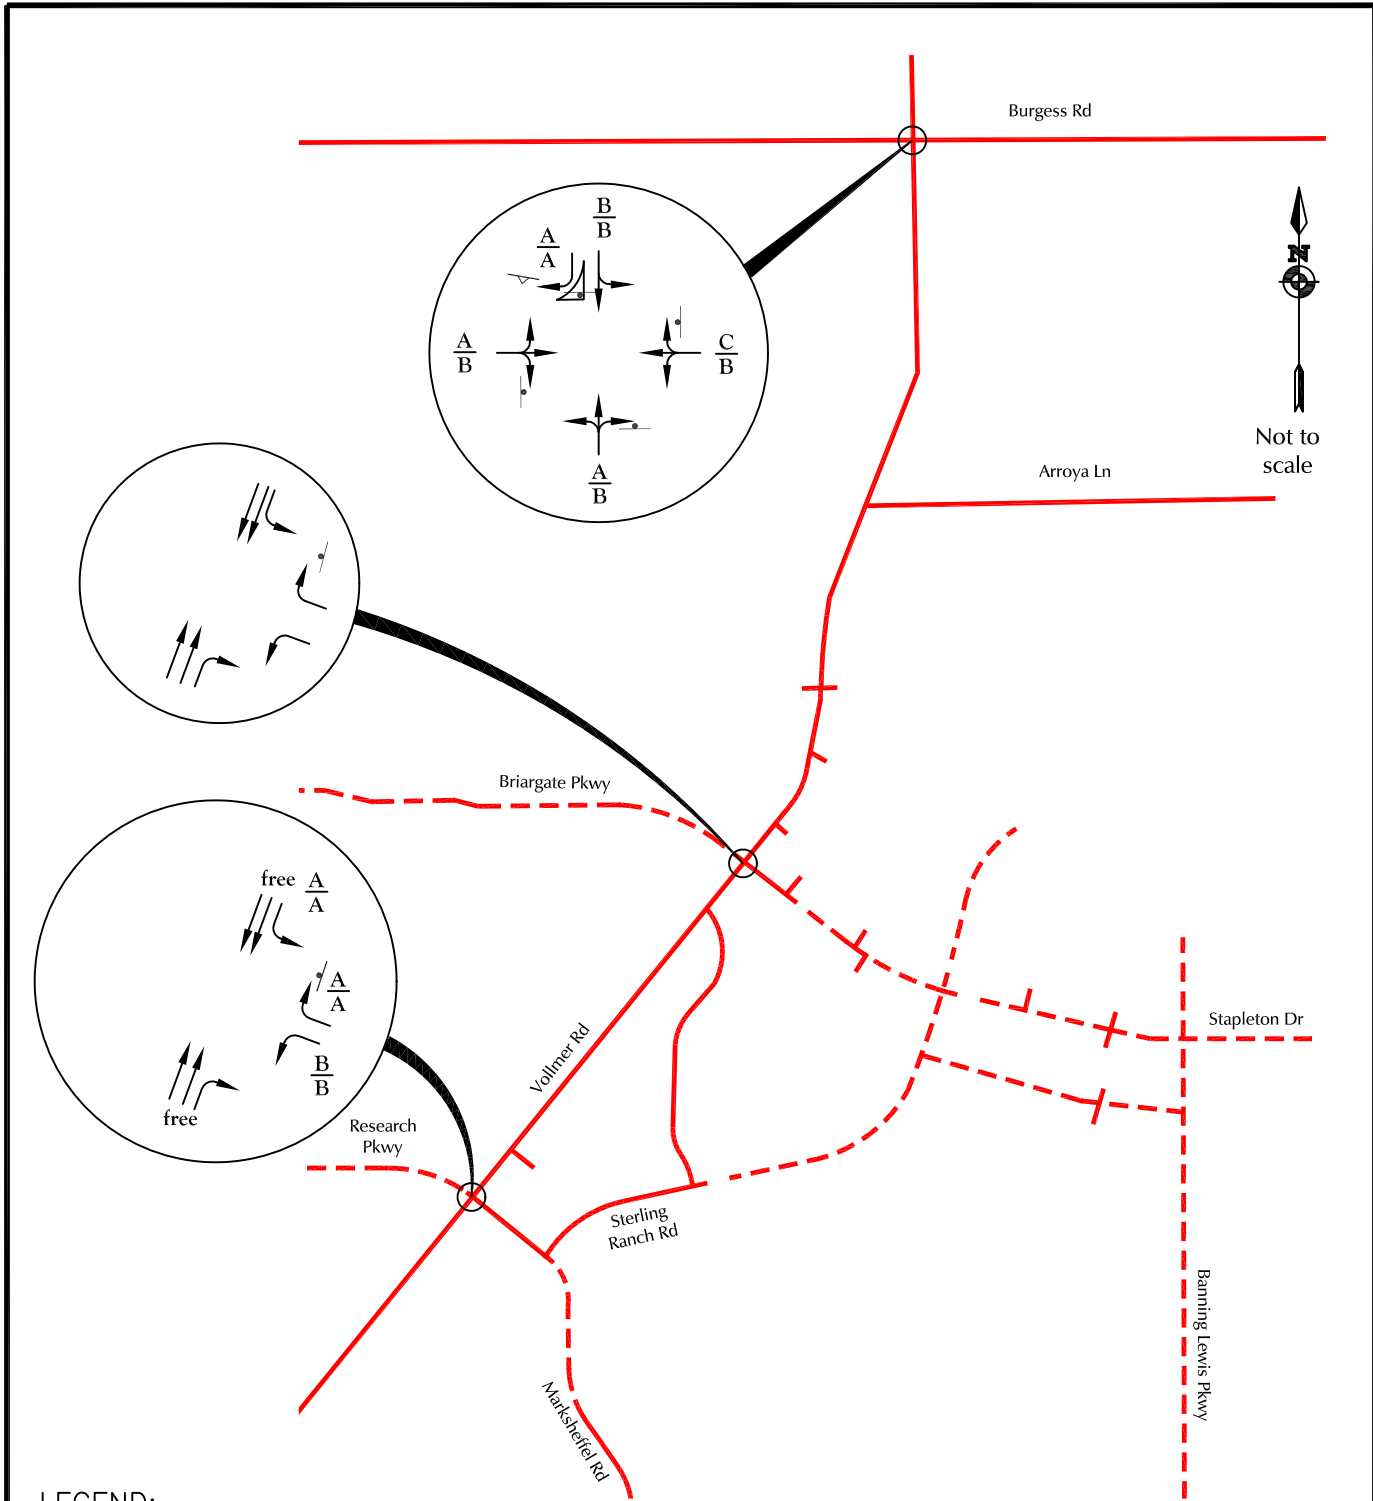 Burgess Rd
B
B
A
A
A
B
C
B
A
B
N
Not to
scale
Arroya Ln
Briargate Pkwy
free
A
A
A
A
B
B
free
Stapleton Dr
Vollmer Rd
Research
Pkwy
Sterling
Ranch Rd
Banning Lewis Pkwy
Marksheffel Rd
LEGEND: